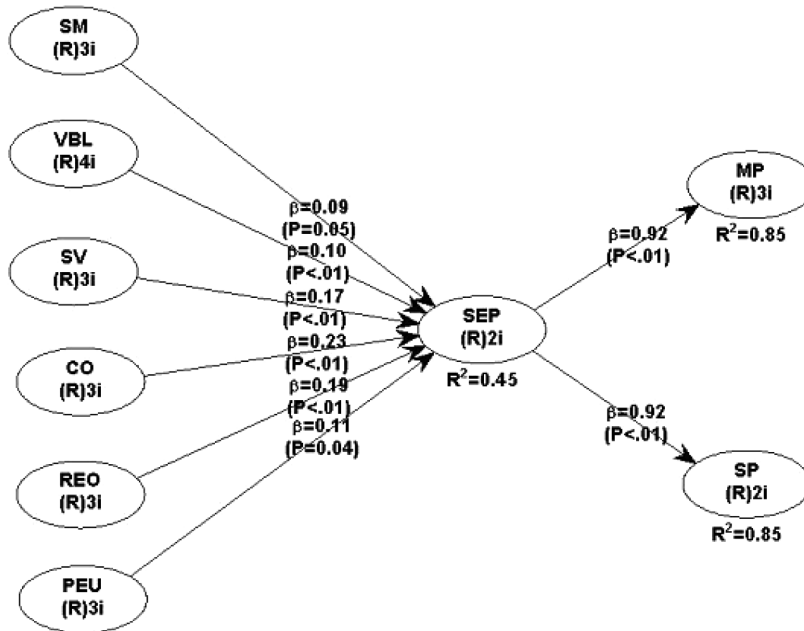 SM
(R)3i
VBL
(R)4i
SV
(R)3i
CO
(R)3i
REO
(R)3i
PEU
(R)3i
β=0.09
(P=0.05)
β=0.10
(P<.01)
β=0.17
(P<.01)
β=0.23
(P<.01)
β=0.19
(P<.01)
β=0.11
(P=0.04)
SEP
(R)2i
R²=0.45
β=0.92
(P<.01)
β=0.92
(P<.01)
MP
(R)3i
R²=0.85
SP
(R)2i
R²=0.85